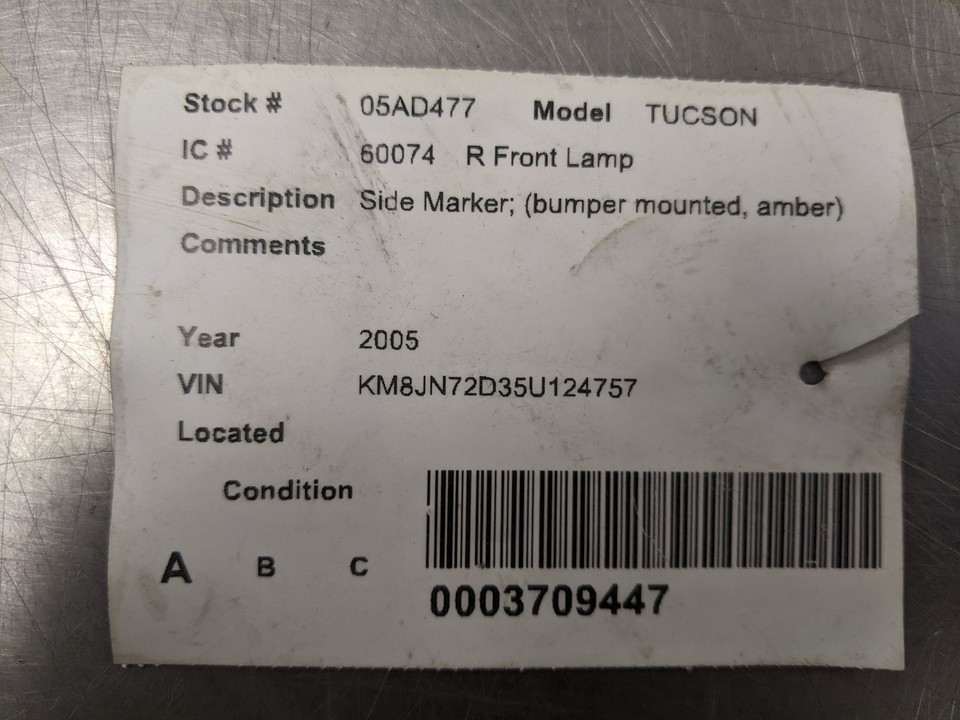 Stock # 05AD477 Model TUCSON
IC # 60074 R Front Lamp
Description Side Marker; (bumper mounted, amber)
Comments
Year 2005
VIN KM8JN72D35U124757
Located
Condition
A B C
0003709447